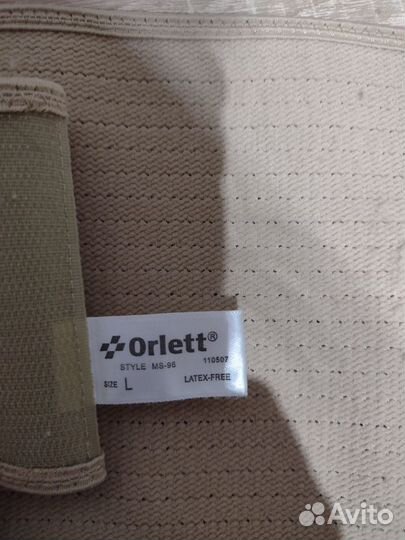 Orlett®
STYLE MS-96 110507
SIZE L LATEX-FREE
Avito